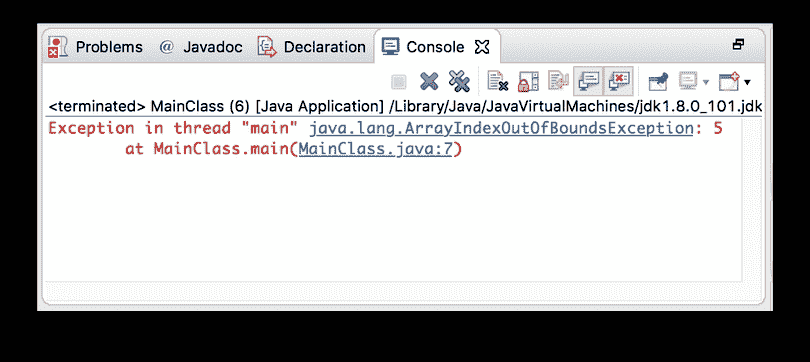 Problems @ Javadoc Declaration Console
<terminated> MainClass (6) [Java Application] /Library/Java/JavaVirtualMachines/jdk1.8.0_101.jdk
Exception in thread "main" java.lang.ArrayIndexOutOfBoundsException: 5
at MainClass.main(MainClass.java:7)